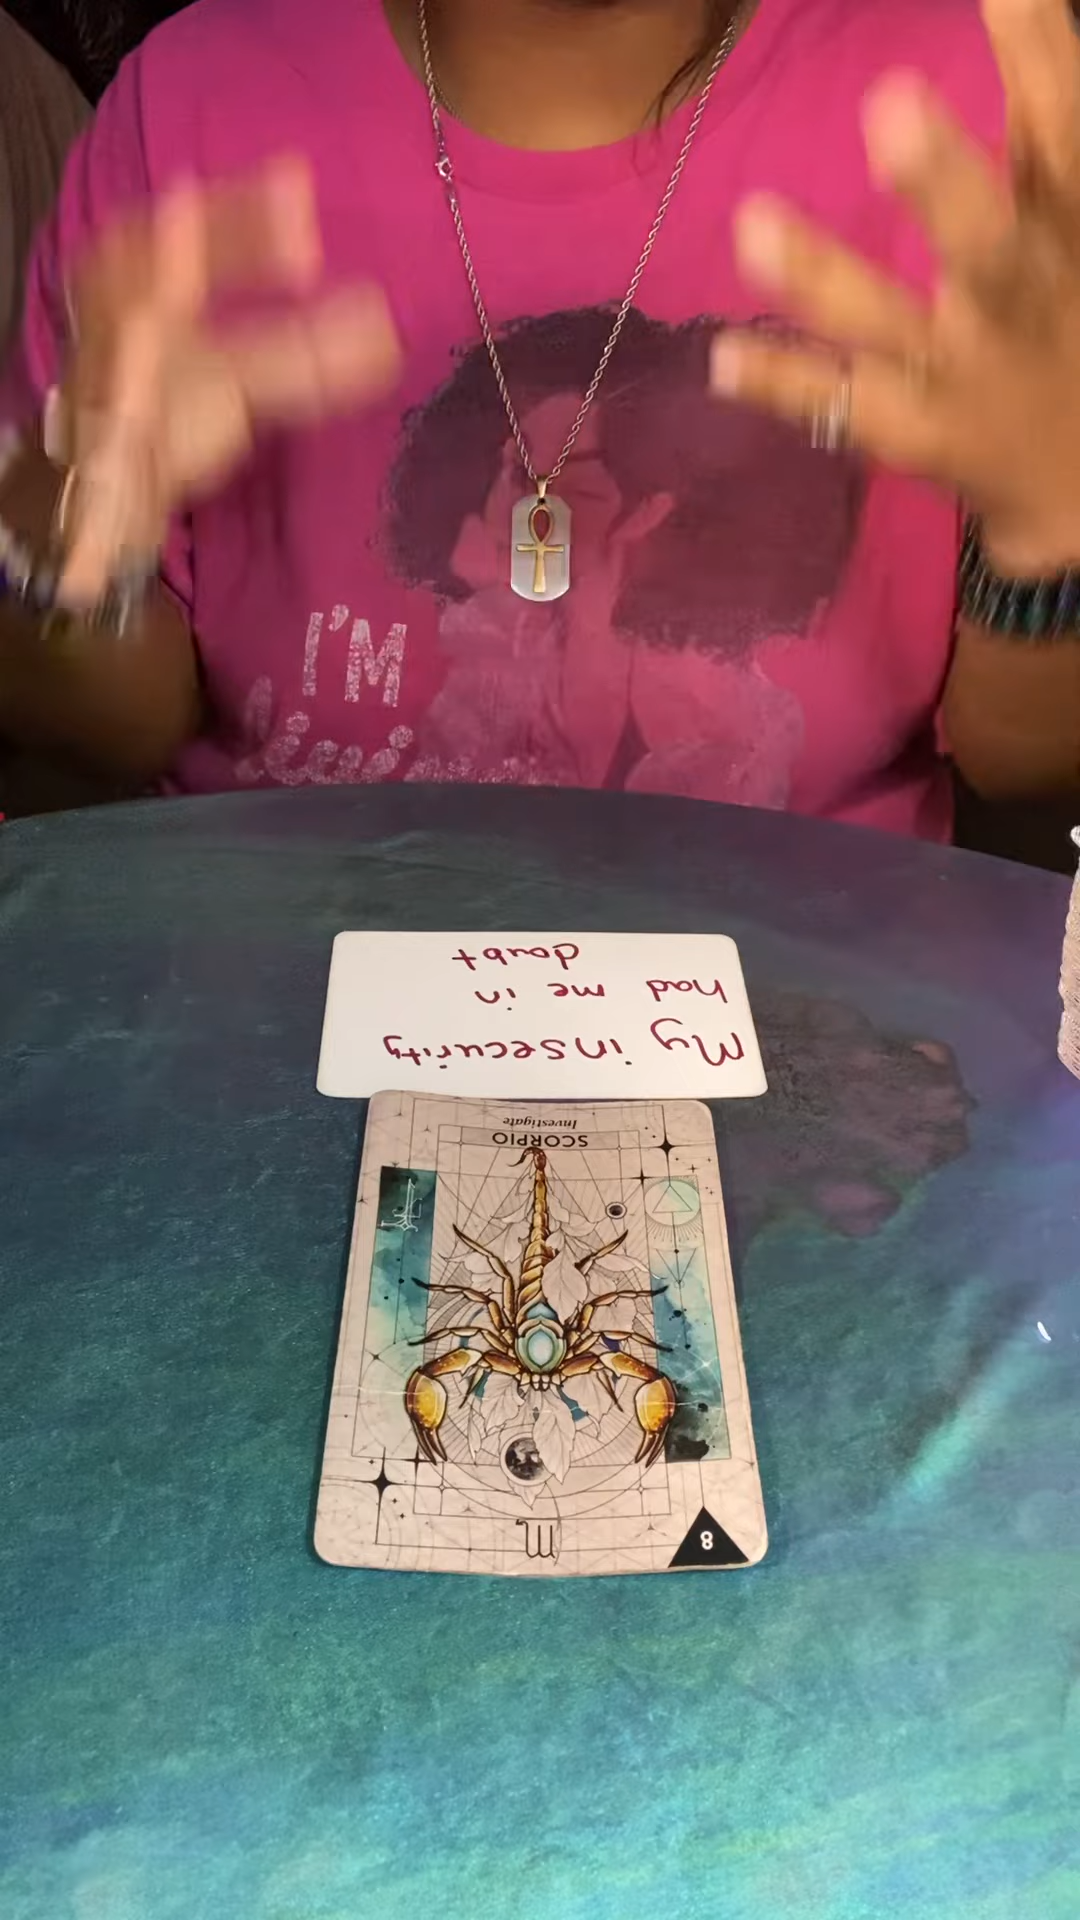 I'M
My insecurity
had me in
doubt
Investigate
SCORPIO
8